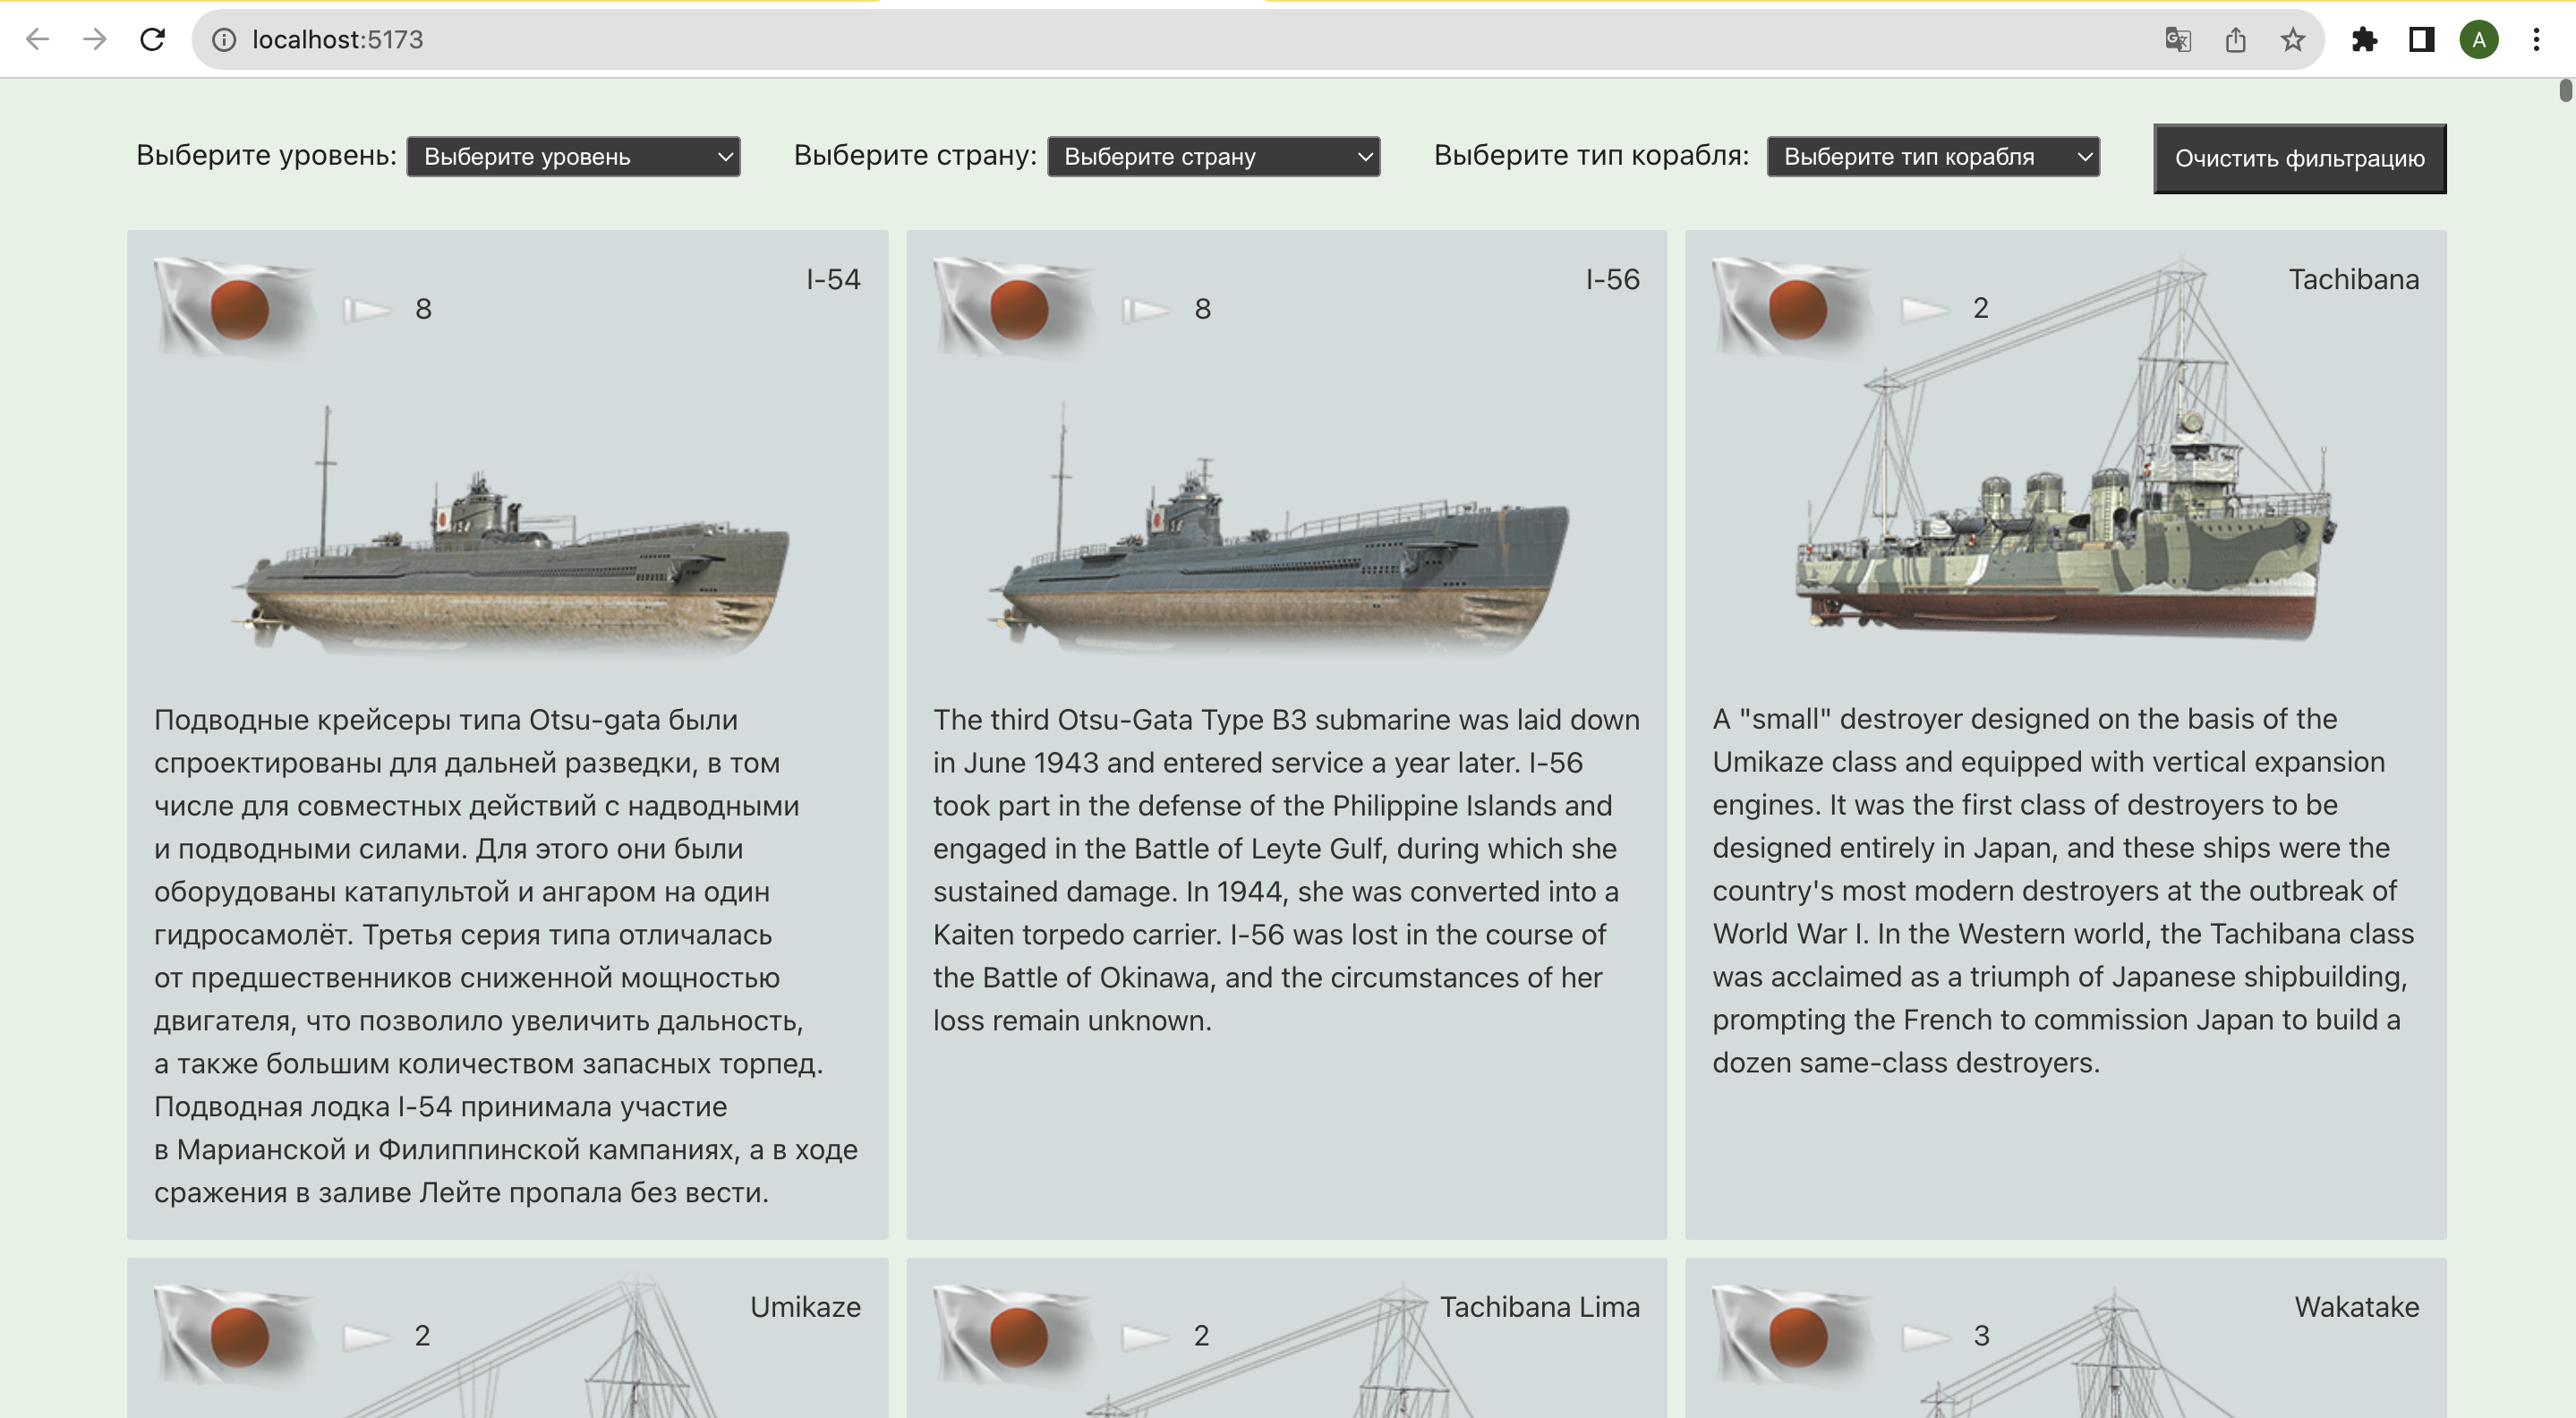 localhost:5173
A
Выберите уровень: Выберите уровень Выберите страну: Выберите страну Выберите тип корабля: Выберите тип корабля Очистить фильтрацию
8
I-54
Подводные крейсеры типа Otsu-gata были
спроектированы для дальней разведки, в том
числе для совместных действий с надводными
и подводными силами. Для этого они были
оборудованы катапультой и ангаром на один
гидросамолёт. Третья серия типа отличалась
от предшественников сниженной мощностью
двигателя, что позволило увеличить дальность,
а также большим количеством запасных торпед.
Подводная лодка I-54 принимала участие
в Марианской и Филиппинской кампаниях, а в ходе
сражения в заливе Лейте пропала без вести.
8
I-56
The third Otsu-Gata Type B3 submarine was laid down
in June 1943 and entered service a year later. I-56
took part in the defense of the Philippine Islands and
engaged in the Battle of Leyte Gulf, during which she
sustained damage. In 1944, she was converted into a
Kaiten torpedo carrier. I-56 was lost in the course of
the Battle of Okinawa, and the circumstances of her
loss remain unknown.
2
Tachibana
A "small" destroyer designed on the basis of the
Umikaze class and equipped with vertical expansion
engines. It was the first class of destroyers to be
designed entirely in Japan, and these ships were the
country's most modern destroyers at the outbreak of
World War I. In the Western world, the Tachibana class
was acclaimed as a triumph of Japanese shipbuilding,
prompting the French to commission Japan to build a
dozen same-class destroyers.
2
Umikaze
2
Tachibana Lima
3
Wakatake